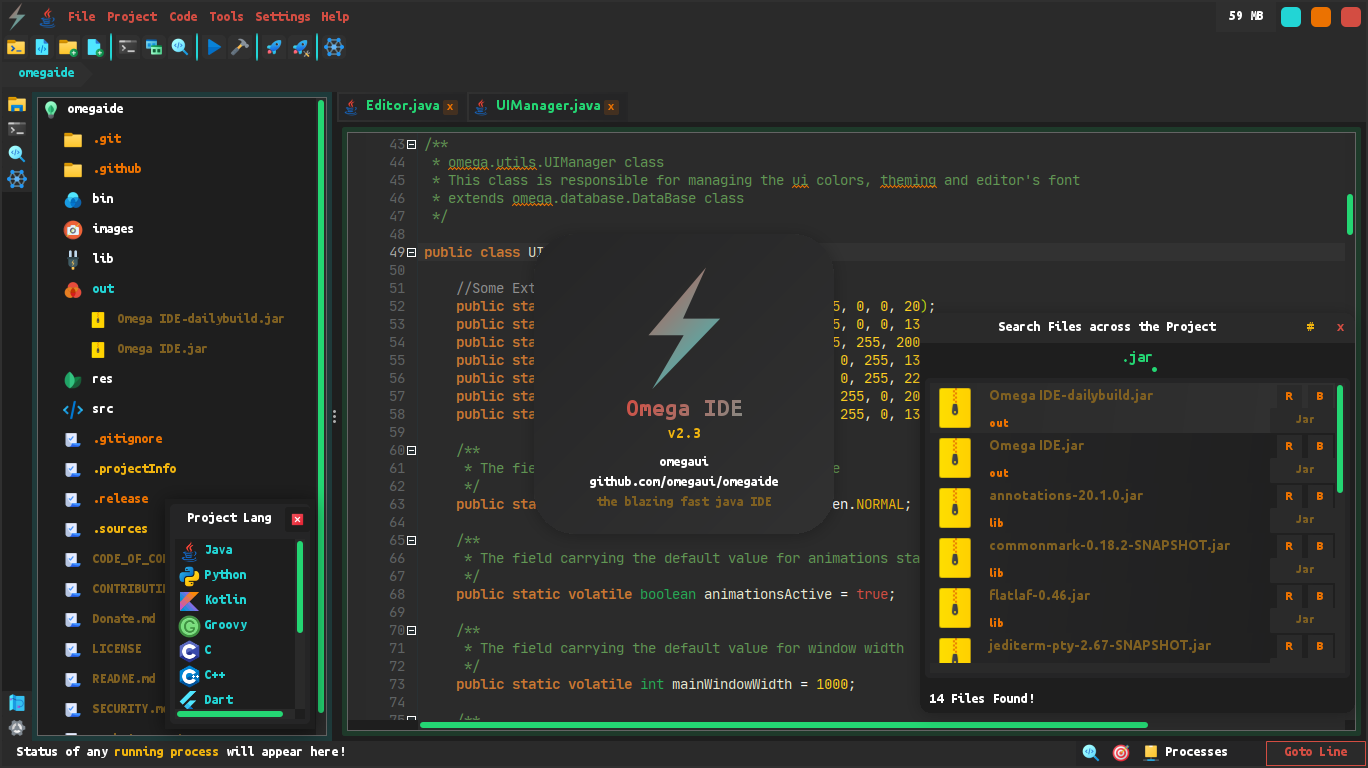 File Project Code Tools Settings Help
59 MB
omegaide
omegaide
.git
.github
bin
images
lib
out
Omega IDE-dailybuild.jar
Omega IDE.jar
res
src
.gitignore
.projectInfo
.release
.sources
CODE_OF_CON
CONTRIBUTIN
Donate.md
LICENSE
README.md
SECURITY.md
Project Lang x
Java
Python
Kotlin
Groovy
C
C++
Dart
Editor.java x UIManager.java x
43 /**
44 * omega.utils.UIManager class
45 * This class is responsible for managing the ui colors, theming and editor's font
46 * extends omega.database.DataBase class
47 */
48
49 public class UI
50
51 //Some Ext
52 public sta 5, 0, 0, 20);
53 public sta 5, 0, 0, 13
54 public sta 5, 255, 200
55 public sta 0, 255, 13
56 public sta 0, 255, 22
57 public sta 255, 0, 20
58 public sta 255, 0, 13
59
60 /**
61 * The field e
62 */
63 public sta en.NORMAL;
64
65 /**
66 * The field carrying the default value for animations sta
67 */
68 public static volatile boolean animationsActive = true;
69
70 /**
71 * The field carrying the default value for window width
72 */
73 public static volatile int mainWindowWidth = 1000;
74
75 /**
Omega IDE
v2.3
omegaui
github.com/omegaui/omegaide
the blazing fast java IDE
Search Files across the Project # x
.jar
Omega IDE-dailybuild.jar R B
out Jar
Omega IDE.jar R B
out Jar
annotations-20.1.0.jar R B
lib Jar
commonmark-0.18.2-SNAPSHOT.jar R B
lib Jar
flatlaf-0.46.jar R B
lib Jar
jediterm-pty-2.67-SNAPSHOT.jar R B
14 Files Found!
Status of any running process will appear here!
Processes
Goto Line